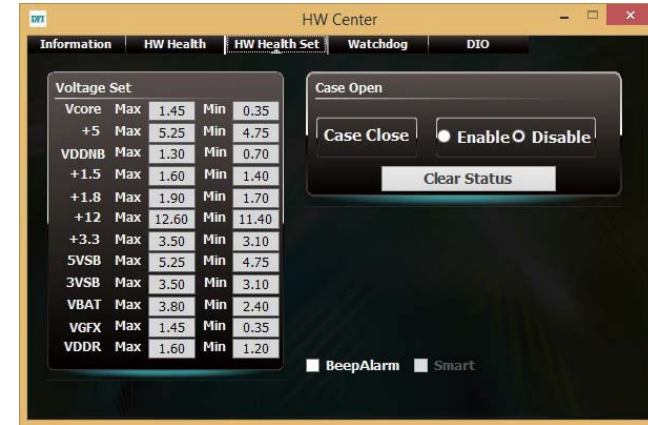 DFI
HW Center
Information HW Health HW Health Set Watchdog DIO
Voltage Set
Vcore Max 1.45 Min 0.35
+5 Max 5.25 Min 4.75
VDDNB Max 1.30 Min 0.70
+1.5 Max 1.60 Min 1.40
+1.8 Max 1.90 Min 1.70
+12 Max 12.60 Min 11.40
+3.3 Max 3.50 Min 3.10
5VSB Max 5.25 Min 4.75
3VSB Max 3.50 Min 3.10
VBAT Max 3.80 Min 2.40
VGFX Max 1.45 Min 0.35
VDDR Max 1.60 Min 1.20
Case Open
Case Close Enable Disable
Clear Status
BeepAlarm Smart